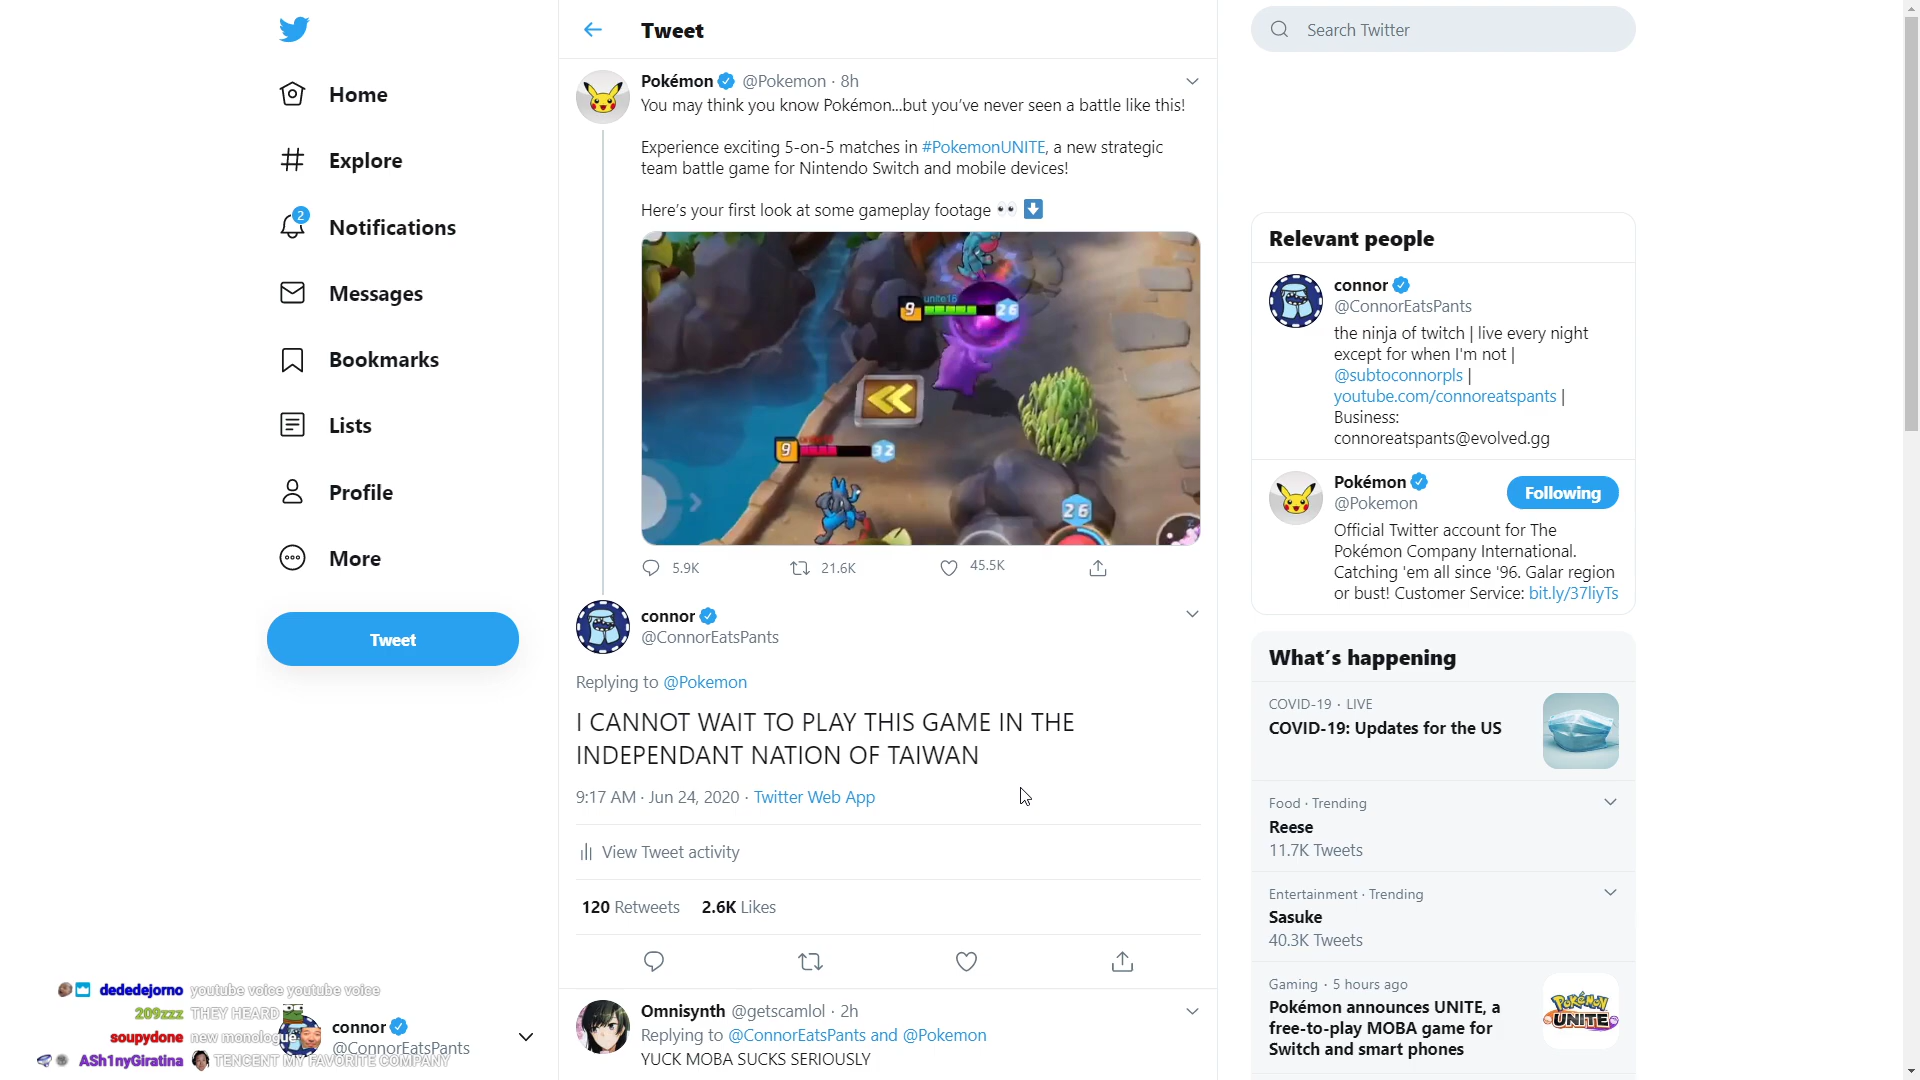 Home
Explore
2
Notifications
Messages
Bookmarks
Lists
Profile
More
Tweet
Tweet
Pokémon @Pokemon · 8h
You may think you know Pokémon...but you've never seen a battle like this!
Experience exciting 5-on-5 matches in #PokemonUNITE, a new strategic
team battle game for Nintendo Switch and mobile devices!
Here's your first look at some gameplay footage
9 unite16 26
9 32
26
5.9K 21.6K 45.5K
connor
@ConnorEatsPants
Replying to @Pokemon
I CANNOT WAIT TO PLAY THIS GAME IN THE
INDEPENDANT NATION OF TAIWAN
9:17 AM · Jun 24, 2020 · Twitter Web App
View Tweet activity
120 Retweets 2.6K Likes
Omnisynth @getscamlol · 2h
Replying to @ConnorEatsPants and @Pokemon
YUCK MOBA SUCKS SERIOUSLY
Search Twitter
Relevant people
connor
@ConnorEatsPants
the ninja of twitch | live every night
except for when I'm not |
@subtoconnorpls |
youtube.com/connoreatspants |
Business:
connoreatspants@evolved.gg
Pokémon
@Pokemon
Following
Official Twitter account for The
Pokémon Company International.
Catching 'em all since '96. Galar region
or bust! Customer Service: bit.ly/37liyTs
What's happening
COVID-19 · LIVE
COVID-19: Updates for the US
Food · Trending
Reese
11.7K Tweets
Entertainment · Trending
Sasuke
40.3K Tweets
Gaming · 5 hours ago
Pokémon announces UNITE, a
free-to-play MOBA game for
Switch and smart phones
POKÉMON
UNITE
dededejorno youtube voice youtube voice
209zzz THEY HEARD
soupydone new monologue
ASh1nyGiratina TENCENT MY FAVORITE COMPANY
connor
@ConnorEatsPants